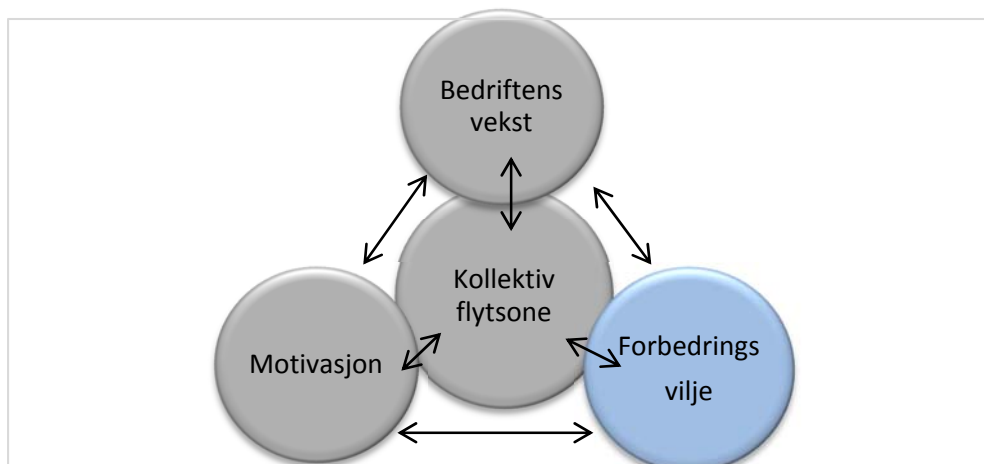 Bedriftens
vekst
Kollektiv
flytsone
Motivasjon
Forbedrings
vilje